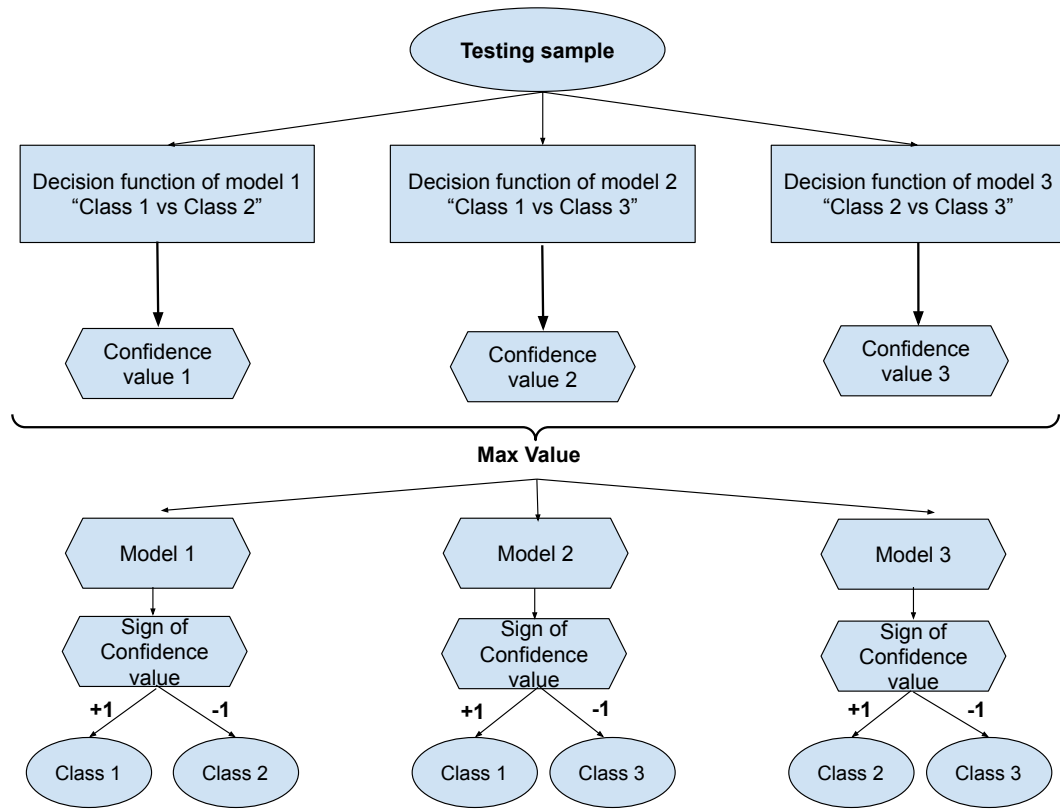 Testing sample
Decision function of model 1
“Class 1 vs Class 2”
Decision function of model 2
“Class 1 vs Class 3”
Decision function of model 3
“Class 2 vs Class 3”
Confidence
value 1
Confidence
value 2
Confidence
value 3
Max Value
Model 1
Model 2
Model 3
Sign of
Confidence
value
Sign of
Confidence
value
Sign of
Confidence
value
+1
-1
+1
-1
+1
-1
Class 1
Class 2
Class 1
Class 3
Class 2
Class 3